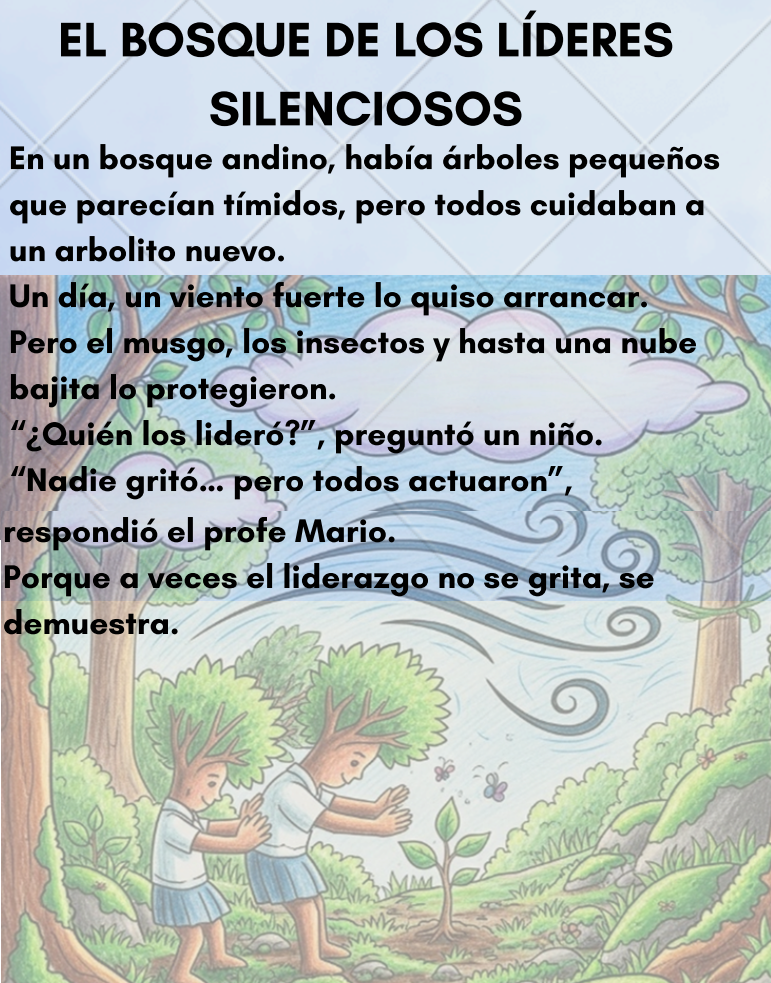 EL BOSQUE DE LOS LÍDERES
SILENCIOSOS
En un bosque andino, había árboles pequeños
que parecían tímidos, pero todos cuidaban a
un arbolito nuevo.
Un día, un viento fuerte lo quiso arrancar.
Pero el musgo, los insectos y hasta una nube
bajita lo protegieron.
“¿Quién los lideró?”, preguntó un niño.
“Nadie gritó... pero todos actuaron”,
respondió el profe Mario.
Porque a veces el liderazgo no se grita, se
demuestra.